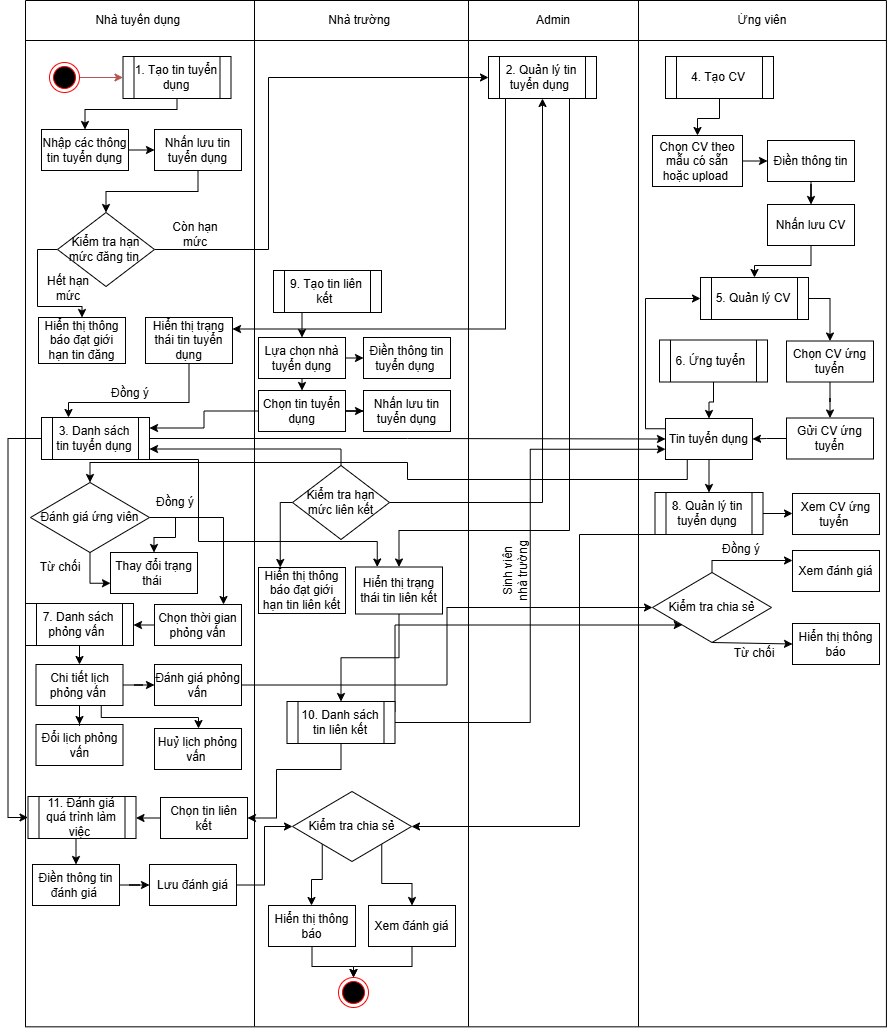 Nhà tuyển dụng
Nhà trường
Admin
Ứng viên
1. Tạo tin tuyển
dụng
2. Quản lý tin
tuyển dụng
4. Tạo CV
Nhập các thông
tin tuyển dụng
Nhấn lưu tin
tuyển dụng
Chọn CV theo
mẫu có sẵn
hoặc upload
Điền thông tin
Nhấn lưu CV
Kiểm tra hạn
mức đăng tin
Còn hạn
mức
Hết hạn
mức
9. Tạo tin liên
kết
5. Quản lý CV
Hiển thị thông
báo đạt giới
hạn tin đăng
Hiển thị trạng
thái tin tuyển
dụng
Lựa chọn nhà
tuyển dụng
Điền thông tin
tuyển dụng
6. Ứng tuyển
Chọn CV ứng
tuyển
Đồng ý
Chọn tin tuyển
dụng
Nhấn lưu tin
tuyển dụng
3. Danh sách
tin tuyển dụng
Tin tuyển dụng
Gửi CV ứng
tuyển
Kiểm tra hạn
mức liên kết
8. Quản lý tin
tuyển dụng
Xem CV ứng
tuyển
Đánh giá ứng viên
Đồng ý
Từ chối
Thay đổi trạng
thái
Hiển thị thông
báo đạt giới
hạn tin liên kết
Hiển thị trạng
thái tin liên kết
Sinh viên
nhà trường
Đồng ý
Xem đánh giá
Kiểm tra chia sẻ
Từ chối
Hiển thị thông
báo
7. Danh sách
phỏng vấn
Chọn thời gian
phỏng vấn
Chi tiết lịch
phỏng vấn
Đánh giá phỏng
vấn
Đổi lịch phỏng
vấn
Huỷ lịch phỏng
vấn
10. Danh sách
tin liên kết
11. Đánh giá
quá trình làm
việc
Chọn tin liên
kết
Kiểm tra chia sẻ
Điền thông tin
đánh giá
Lưu đánh giá
Hiển thị thông
báo
Xem đánh giá